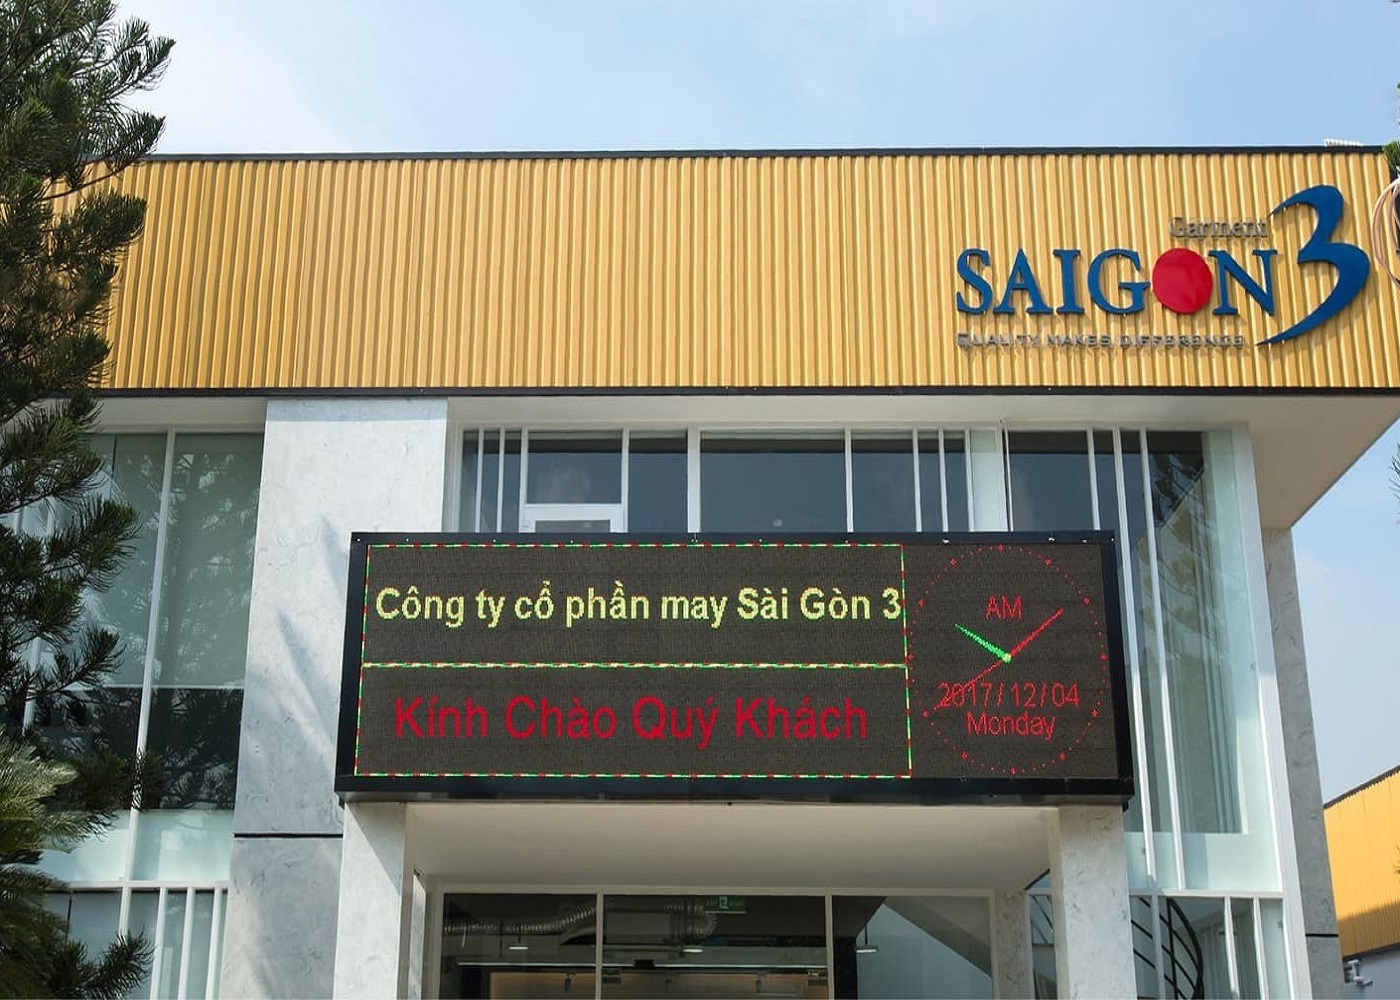 Garment
SAIGON 3
QUALITY MAKES DIFFERENCE
Công ty cổ phần may Sài Gòn 3
Kính Chào Quý Khách
AM
2017/12/04
Monday